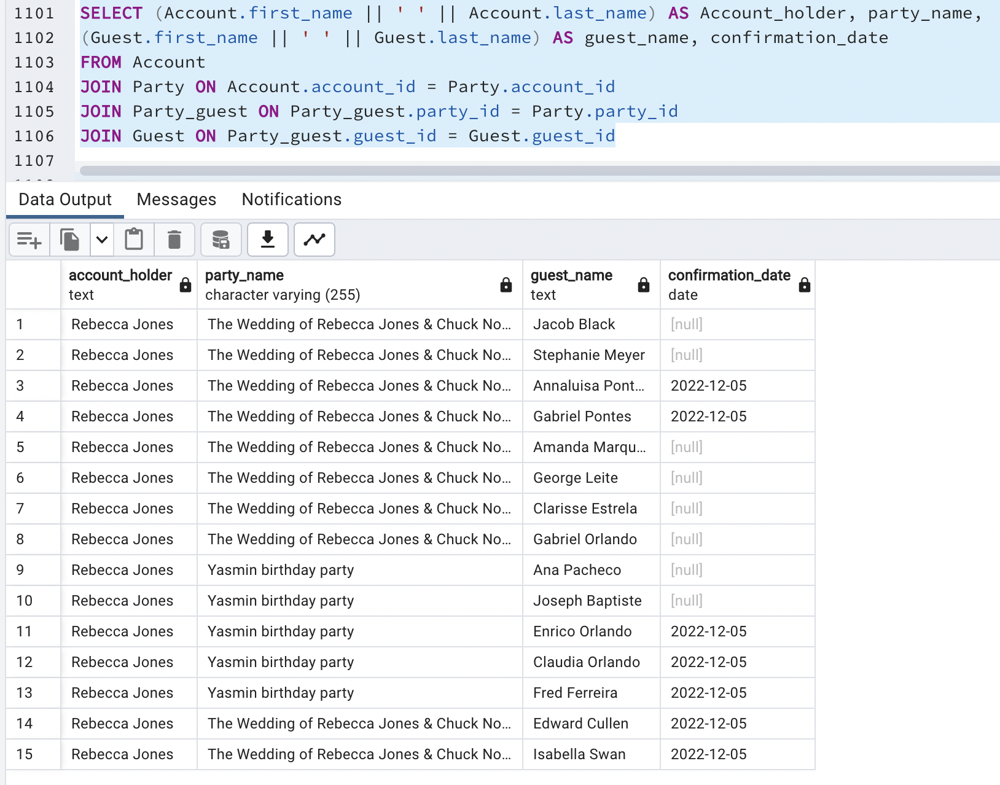 1101 SELECT (Account.first_name || ' ' || Account.last_name) AS Account_holder, party_name,
1102 (Guest.first_name || ' ' || Guest.last_name) AS guest_name, confirmation_date
1103 FROM Account
1104 JOIN Party ON Account.account_id = Party.account_id
1105 JOIN Party_guest ON Party_guest.party_id = Party.party_id
1106 JOIN Guest ON Party_guest.guest_id = Guest.guest_id
1107
Data Output Messages Notifications
account_holder party_name guest_name confirmation_date
text character varying (255) text date
1 Rebecca Jones The Wedding of Rebecca Jones & Chuck No… Jacob Black [null]
2 Rebecca Jones The Wedding of Rebecca Jones & Chuck No… Stephanie Meyer [null]
3 Rebecca Jones The Wedding of Rebecca Jones & Chuck No… Annaluisa Pont… 2022-12-05
4 Rebecca Jones The Wedding of Rebecca Jones & Chuck No… Gabriel Pontes 2022-12-05
5 Rebecca Jones The Wedding of Rebecca Jones & Chuck No… Amanda Marqu… [null]
6 Rebecca Jones The Wedding of Rebecca Jones & Chuck No… George Leite [null]
7 Rebecca Jones The Wedding of Rebecca Jones & Chuck No… Clarisse Estrela [null]
8 Rebecca Jones The Wedding of Rebecca Jones & Chuck No… Gabriel Orlando [null]
9 Rebecca Jones Yasmin birthday party Ana Pacheco [null]
10 Rebecca Jones Yasmin birthday party Joseph Baptiste [null]
11 Rebecca Jones Yasmin birthday party Enrico Orlando 2022-12-05
12 Rebecca Jones Yasmin birthday party Claudia Orlando 2022-12-05
13 Rebecca Jones Yasmin birthday party Fred Ferreira 2022-12-05
14 Rebecca Jones The Wedding of Rebecca Jones & Chuck No… Edward Cullen 2022-12-05
15 Rebecca Jones The Wedding of Rebecca Jones & Chuck No… Isabella Swan 2022-12-05